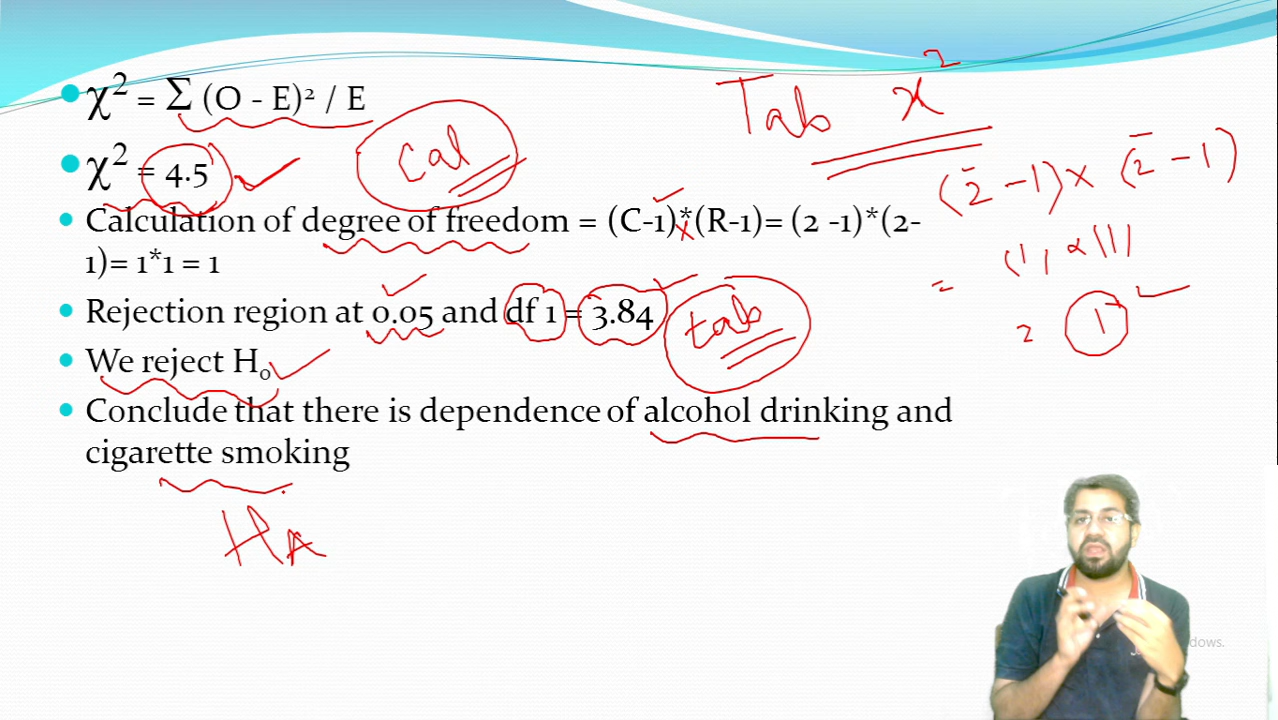 χ² = Σ (O - E)² / E
Tab x²
χ² = 4.5
Cal
(2 - 1) x (2 - 1)
Calculation of degree of freedom = (C-1)*(R-1)= (2 -1)*(2-
x
1)= 1*1 = 1
=
Rejection region at 0.05 and df 1 = 3.84
tab
1
We reject H₀
Conclude that there is dependence of alcohol drinking and
cigarette smoking
HA
dows.